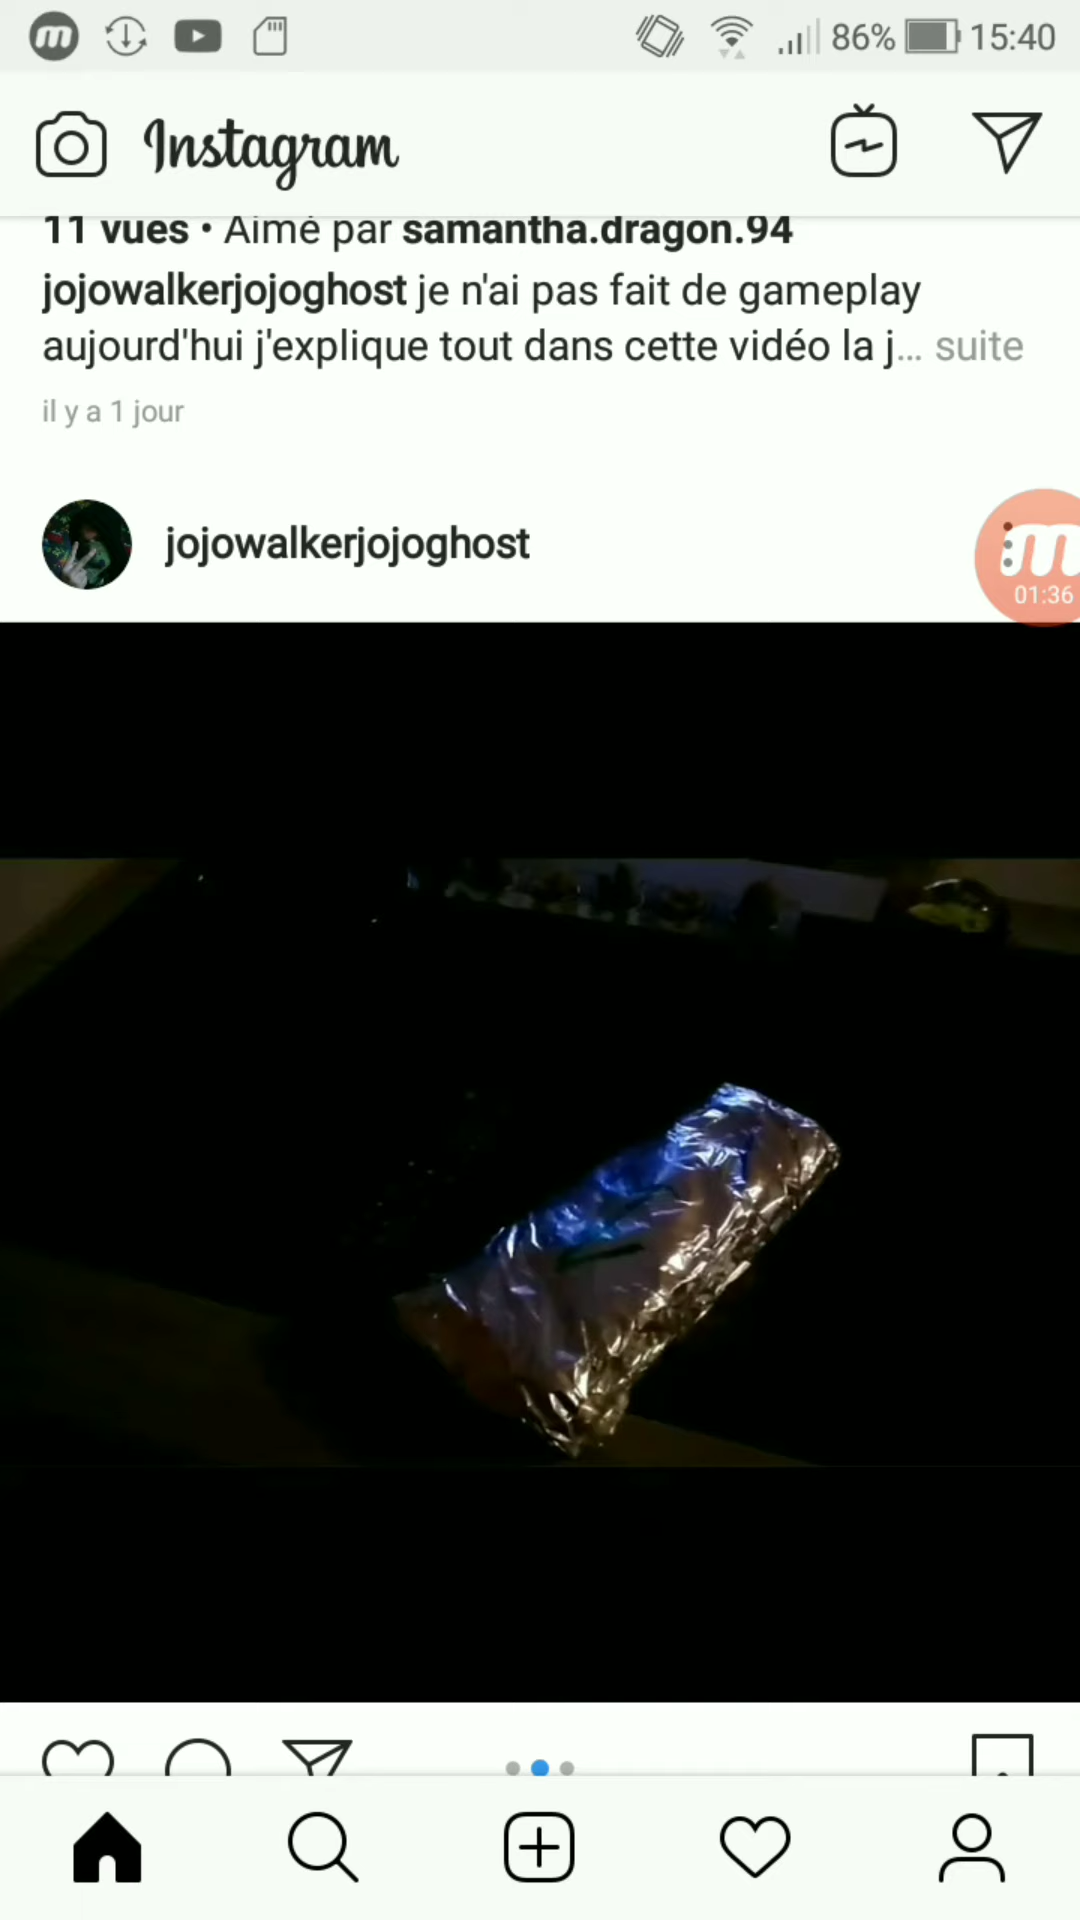 86% 15:40
Instagram
11 vues • Aimé par samantha.dragon.94
jojowalkerjojoghost je n'ai pas fait de gameplay
aujourd'hui j'explique tout dans cette vidéo la j... suite
il y a 1 jour
jojowalkerjojoghost
m
01:36